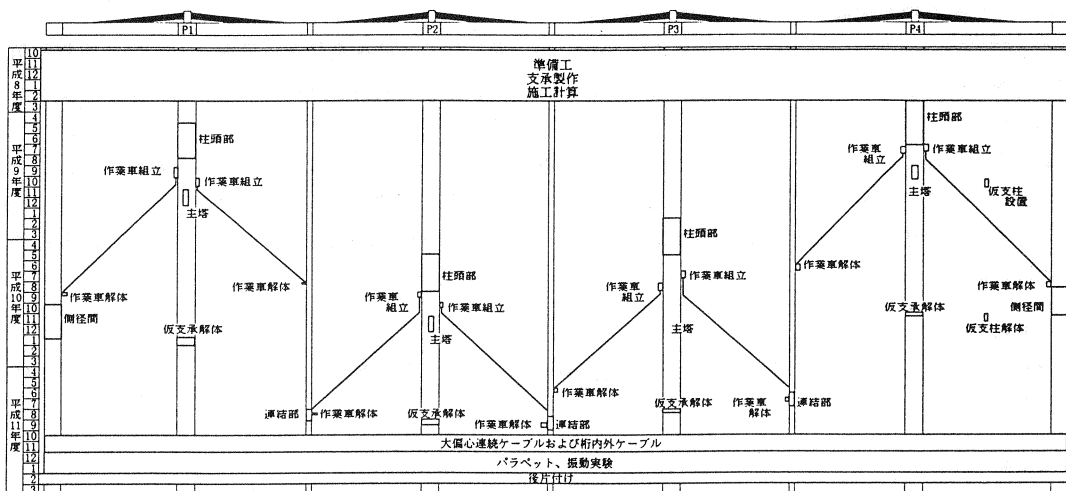 P1 P2 P3 P4
平成8年度
10
11
12
1
2
3
準備工
支承製作
施工計算
平成9年度
4
5
6
7
8
9
10
11
12
1
2
3
平成10年度
4
5
6
7
8
9
10
11
12
1
2
3
平成11年度
4
5
6
7
8
9
10
11
12
1
2
3
柱頭部
作業車組立
作業車組立
主塔
作業車解体
側径間
仮支承解体
作業車解体
柱頭部
作業車
組立
作業車組立
主塔
連結部
作業車解体
仮支承解体
作業車解体
連結部
柱頭部
作業車
組立
作業車組立
主塔
作業車解体
仮支承解体
作業車
解体
連結部
柱頭部
作業車
組立
作業車組立
主塔
仮支柱
設置
作業車解体
仮支承解体
作業車解体
側径間
仮支柱解体
大偏心連続ケーブルおよび桁内外ケーブル
パラペット、振動実験
後片付け